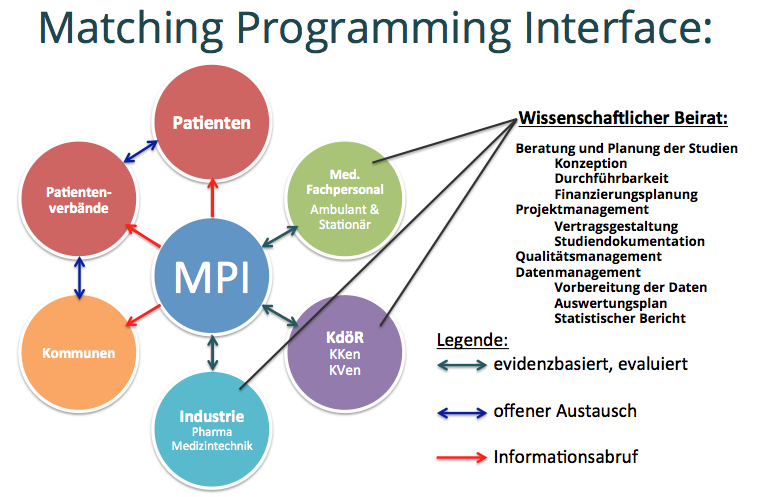 Matching Programming Interface:
Patienten
Patienten-
verbände
Med.
Fachpersonal
Ambulant &
Stationär
MPI
Kommunen
KdöR
KKen
KVen
Industrie
Pharma
Medizintechnik
Wissenschaftlicher Beirat:
Beratung und Planung der Studien
Konzeption
Durchführbarkeit
Finanzierungsplanung
Projektmanagement
Vertragsgestaltung
Studiendokumentation
Qualitätsmanagement
Datenmanagement
Vorbereitung der Daten
Auswertungsplan
Statistischer Bericht
Legende:
evidenzbasiert, evaluiert
offener Austausch
Informationsabruf